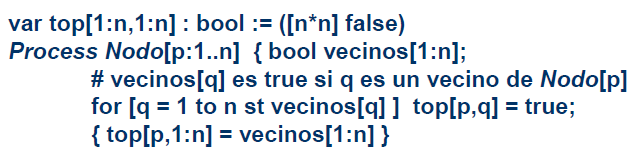 var top[1:n,1:n] : bool := ([n*n] false)
Process Nodo[p:1..n] { bool vecinos[1:n];
# vecinos[q] es true si q es un vecino de Nodo[p]
for [q = 1 to n st vecinos[q] ] top[p,q] = true;
{ top[p,1:n] = vecinos[1:n] }